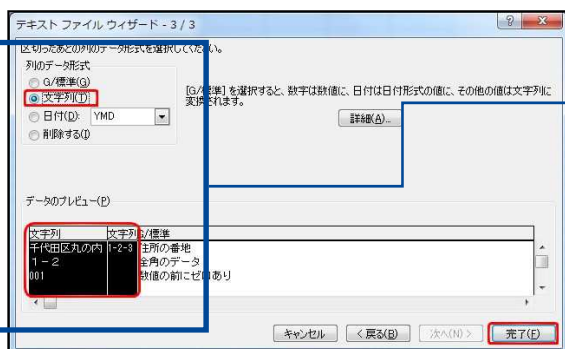 テキスト ファイル ウィザード - 3 / 3
区切ったあとの列のデータ形式を選択してください。
列のデータ形式
G/標準(G)
文字列(T)
日付(D): YMD
削除する(I)
[G/標準] を選択すると、数字は数値に、日付は日付形式の値に、その他の値は文字列に
変換されます。
詳細(A)...
データのプレビュー(P)
文字列 文字列 G/標準
千代田区丸の内 1-2-3 住所の番地
１－２ 全角のデータ
001 数値の前にゼロあり
キャンセル < 戻る(B) 次へ(N) > 完了(F)